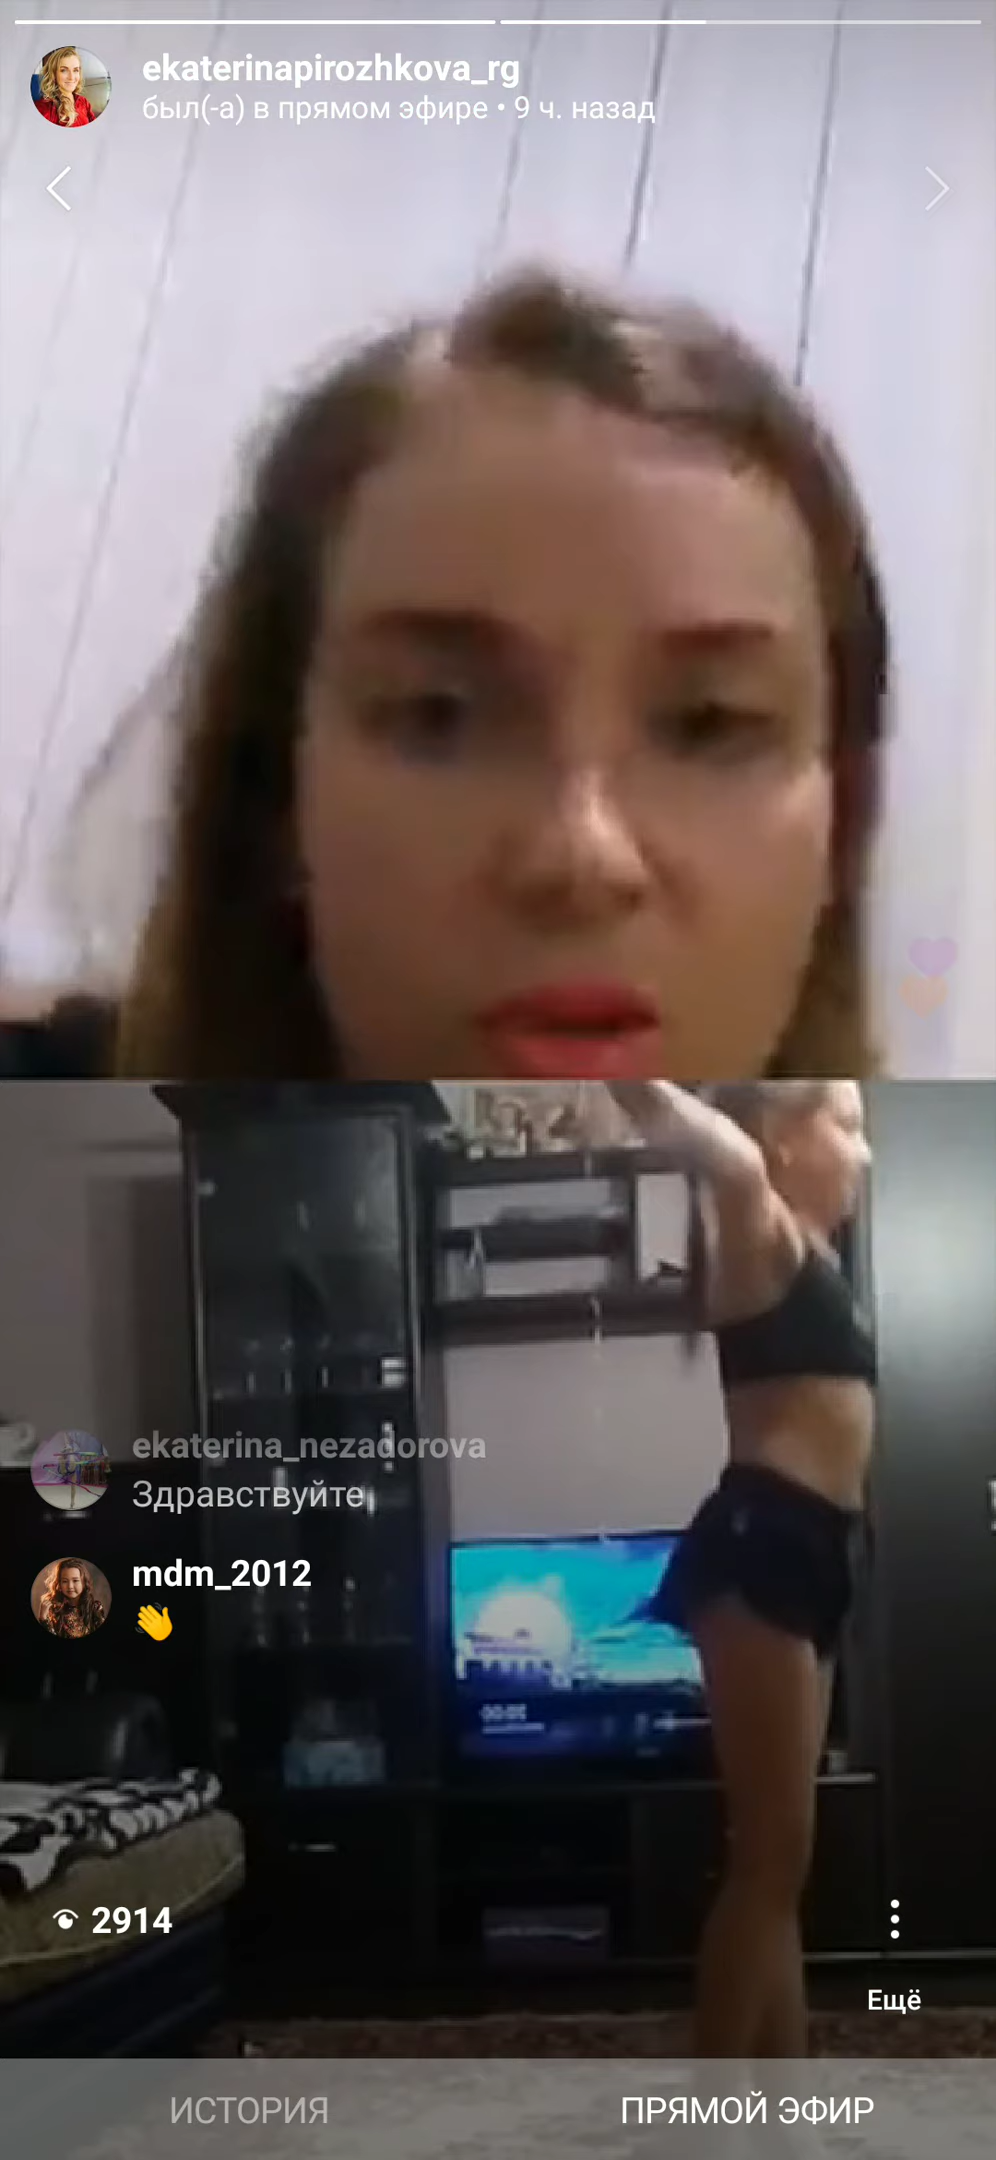 ekaterinapirozhkova_rg
был(-а) в прямом эфире • 9 ч. назад
ekaterina_nezadorova
Здравствуйте
mdm_2012
👋
2914
Ещё
ИСТОРИЯ
ПРЯМОЙ ЭФИР